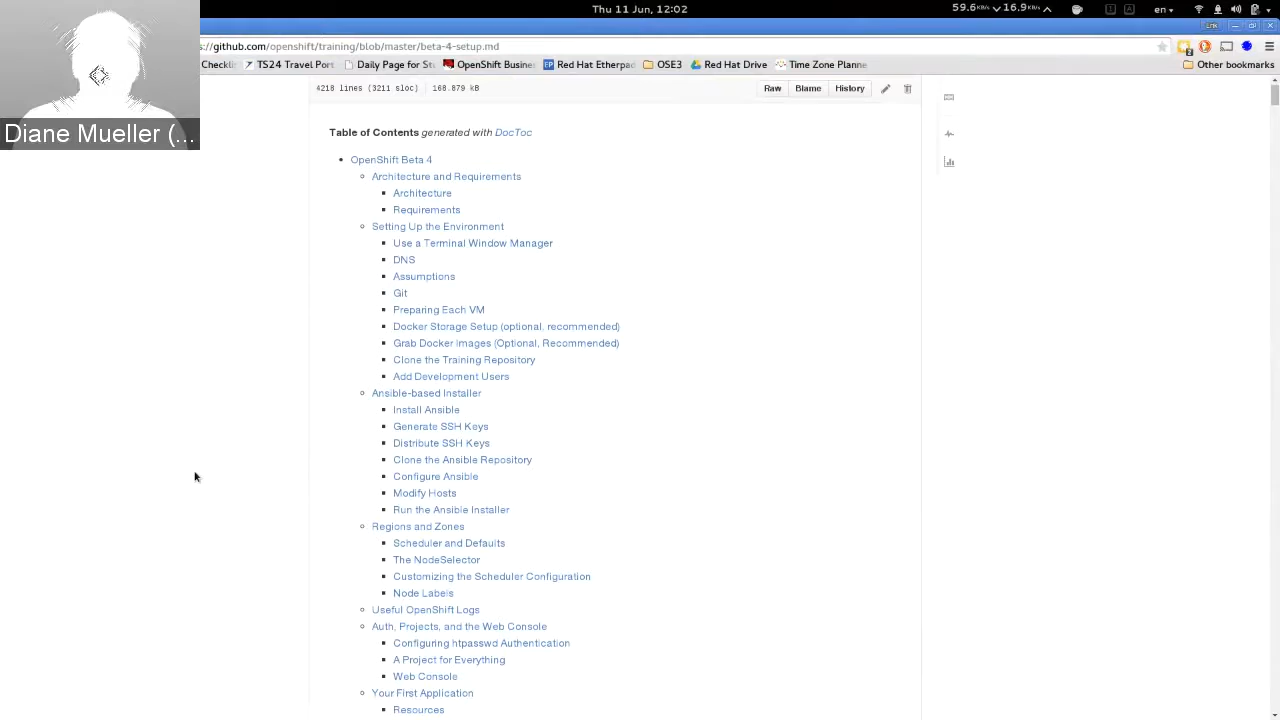 Thu 11 Jun, 12:02
59.6 KB/s 16.9 KB/s
en
Erik
s://github.com/openshift/training/blob/master/beta-4-setup.md
Checkli TS24 Travel Port Daily Page for Stu OpenShift Busines Red Hat Etherpad OSE3 Red Hat Drive Time Zone Planne Other bookmarks
4218 lines (3211 sloc) 168.879 kB
Raw Blame History
Diane Mueller (...
Table of Contents generated with DocToc
OpenShift Beta 4
Architecture and Requirements
Architecture
Requirements
Setting Up the Environment
Use a Terminal Window Manager
DNS
Assumptions
Git
Preparing Each VM
Docker Storage Setup (optional, recommended)
Grab Docker Images (Optional, Recommended)
Clone the Training Repository
Add Development Users
Ansible-based Installer
Install Ansible
Generate SSH Keys
Distribute SSH Keys
Clone the Ansible Repository
Configure Ansible
Modify Hosts
Run the Ansible Installer
Regions and Zones
Scheduler and Defaults
The NodeSelector
Customizing the Scheduler Configuration
Node Labels
Useful OpenShift Logs
Auth, Projects, and the Web Console
Configuring htpasswd Authentication
A Project for Everything
Web Console
Your First Application
Resources